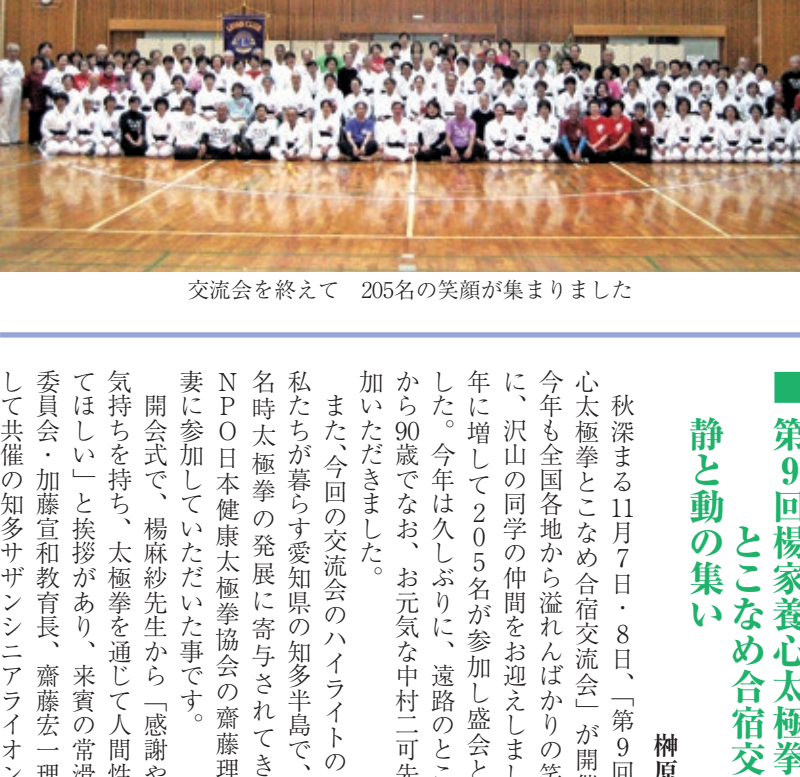 LIONS CLUB
交流会を終えて　205名の笑顔が集まりました
■第9回楊家養心太極拳
とこなめ合宿交
静と動の集い
榊原
秋深まる11月7日・8日、「第9回
心太極拳とこなめ合宿交流会」が開催
今年も全国各地から溢れんばかりの笑
に、沢山の同学の仲間をお迎えしまし
年に増して205名が参加し盛会と
した。今年は久しぶりに、遠路のとこ
から90歳でなお、お元気な中村二可先
加いただきました。
また、今回の交流会のハイライトの
私たちが暮らす愛知県の知多半島で、
名時太極拳の発展に寄与されてき
NPO日本健康太極拳協会の齋藤理
妻に参加していただいた事です。
開会式で、楊麻紗先生から「感謝や
気持ちを持ち、太極拳を通じて人間性
てほしい」と挨拶があり、来賓の常滑
委員会・加藤宣和教育長、齋藤宏一理
して共催の知多サザンシニアライオン